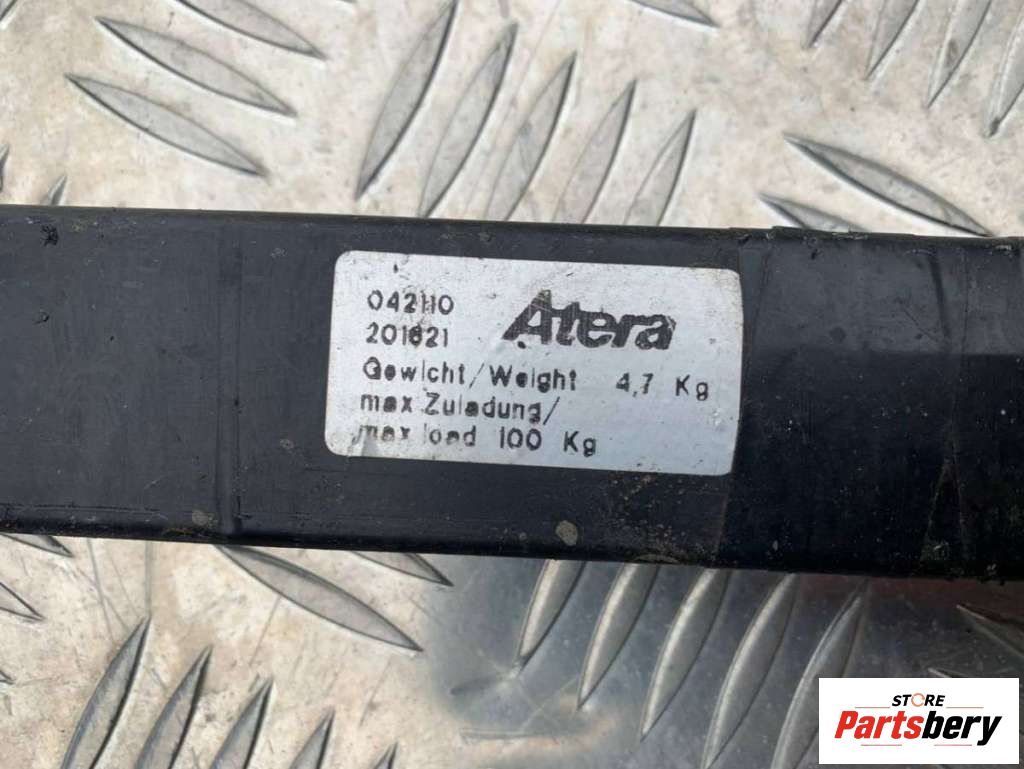 042110
201621
Atera
Gewicht/Weight 4,7 Kg
max Zuladung/
max load 100 Kg
STORE
Partsbery